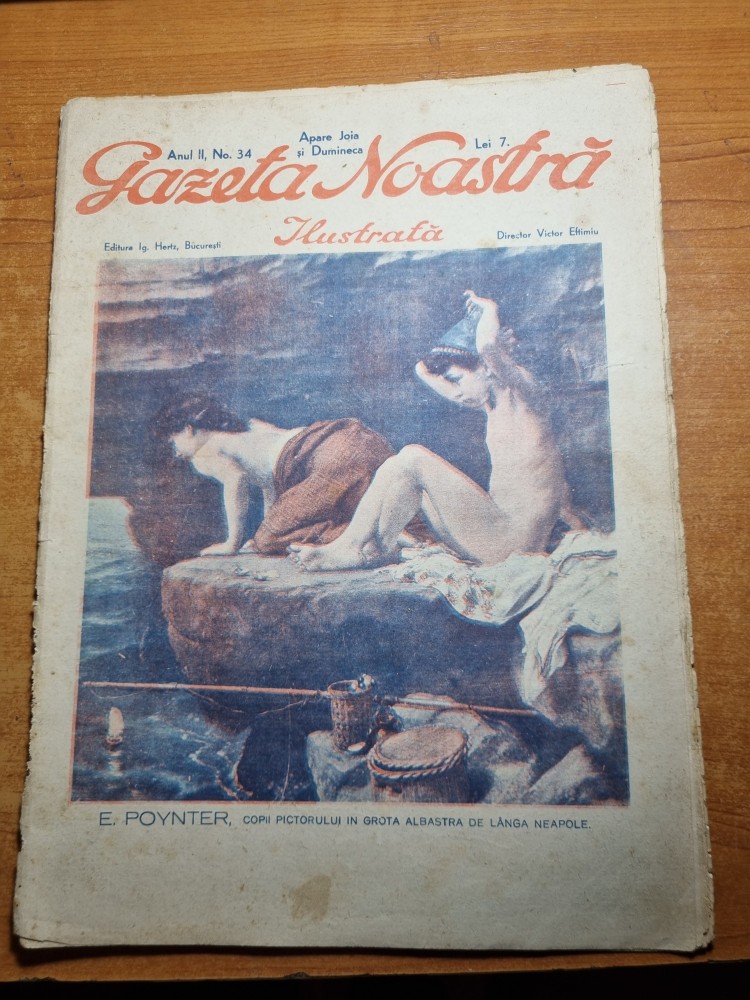 Anul II, No. 34
Apare Joia
și Dumineca
Lei 7.
Gazeta Noastră
Ilustrată
Editura Ig. Hertz, București
Director Victor Eftimiu
E. POYNTER, COPII PICTORULUI IN GROTA ALBASTRA DE LÂNGA NEAPOLE.